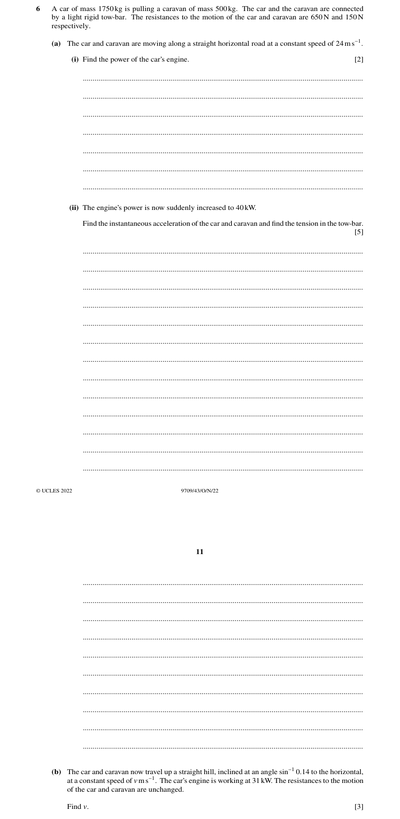 6 A car of mass 1750 kg is pulling a caravan of mass 500 kg. The car and the caravan are connected
by a light rigid tow-bar. The resistances to the motion of the car and caravan are 650 N and 150 N
respectively.
(a) The car and caravan are moving along a straight horizontal road at a constant speed of 24 m s⁻¹.
(i) Find the power of the car's engine. [2]
(ii) The engine's power is now suddenly increased to 40 kW.
Find the instantaneous acceleration of the car and caravan and find the tension in the tow-bar.
[5]
© UCLES 2022 9709/43/O/N/22
11
(b) The car and caravan now travel up a straight hill, inclined at an angle sin⁻¹ 0.14 to the horizontal,
at a constant speed of v m s⁻¹. The car's engine is working at 31 kW. The resistances to the motion
of the car and caravan are unchanged.
Find v. [3]